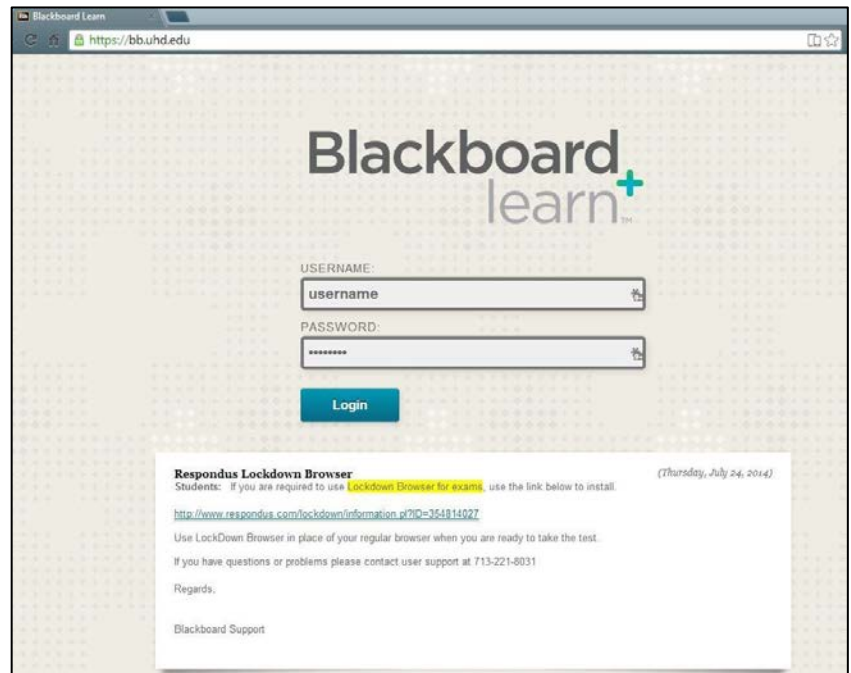 Blackboard Learn
https://bb.uhd.edu
Blackboard
learn™
USERNAME:
username
PASSWORD:
••••••••
Login
Respondus Lockdown Browser (Thursday, July 24, 2014)
Students: If you are required to use Lockdown Browser for exams, use the link below to install.
http://www.respondus.com/lockdown/information.pl?ID=354814027
Use LockDown Browser in place of your regular browser when you are ready to take the test.
If you have questions or problems please contact user support at 713-221-8031
Regards,
Blackboard Support